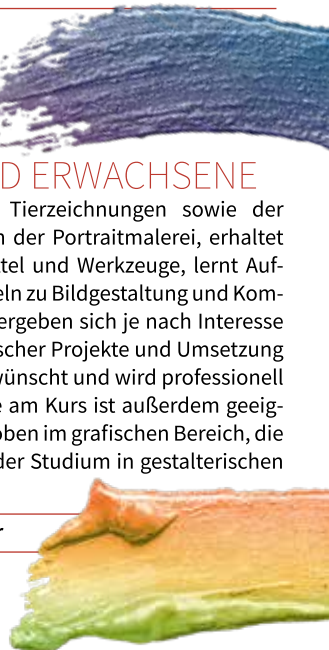 D ERWACHSENE
Tierzeichnungen sowie der
n der Portraitmalerei, erhaltet
tel und Werkzeuge, lernt Auf-
eln zu Bildgestaltung und Kom-
ergeben sich je nach Interesse
scher Projekte und Umsetzung
wünscht und wird professionell
e am Kurs ist außerdem geeig-
oben im grafischen Bereich, die
der Studium in gestalterischen
r